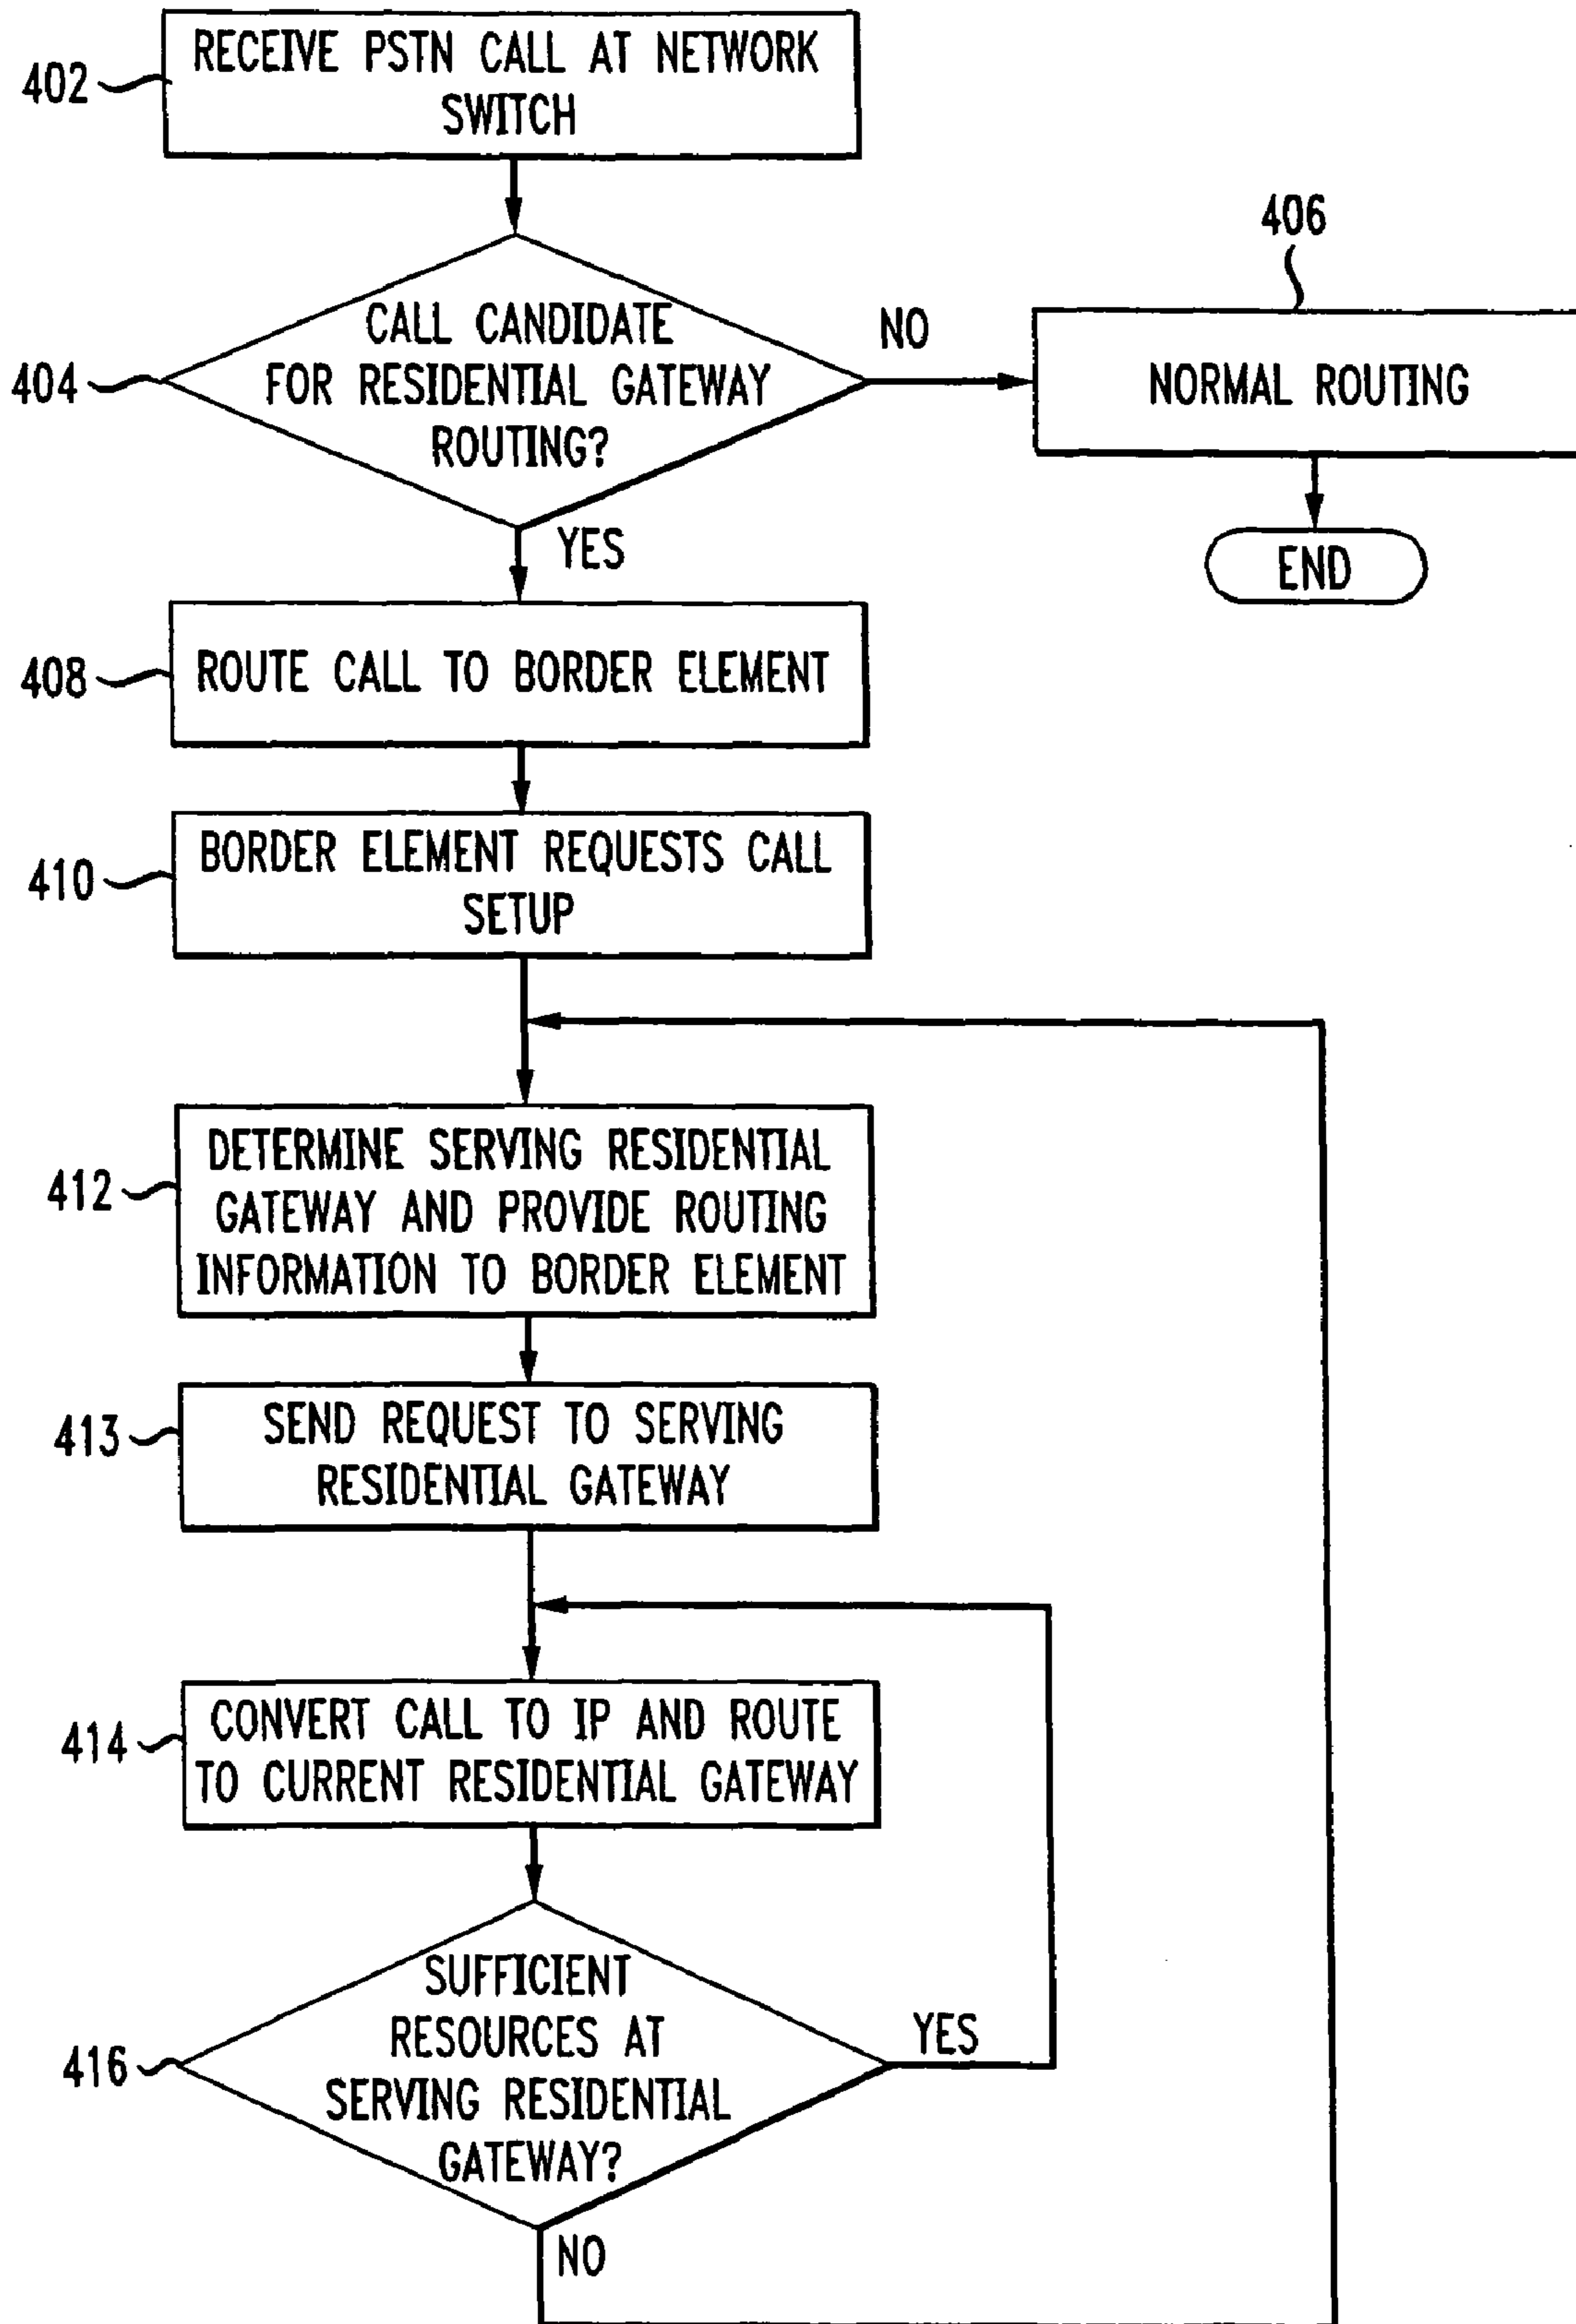 402
RECEIVE PSTN CALL AT NETWORK
SWITCH
406
404
CALL CANDIDATE
FOR RESIDENTIAL GATEWAY
ROUTING?
NO
NORMAL ROUTING
YES
END
408
ROUTE CALL TO BORDER ELEMENT
410
BORDER ELEMENT REQUESTS CALL
SETUP
412
DETERMINE SERVING RESIDENTIAL
GATEWAY AND PROVIDE ROUTING
INFORMATION TO BORDER ELEMENT
413
SEND REQUEST TO SERVING
RESIDENTIAL GATEWAY
414
CONVERT CALL TO IP AND ROUTE
TO CURRENT RESIDENTIAL GATEWAY
416
SUFFICIENT
RESOURCES AT
SERVING RESIDENTIAL
GATEWAY?
YES
NO